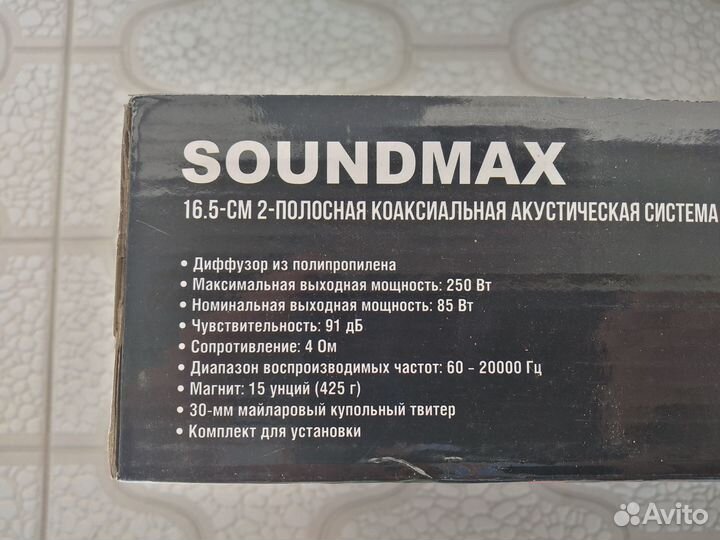 SOUNDMAX
16.5-СМ 2-ПОЛОСНАЯ КОАКСИАЛЬНАЯ АКУСТИЧЕСКАЯ СИСТЕМА
• Диффузор из полипропилена
• Максимальная выходная мощность: 250 Вт
• Номинальная выходная мощность: 85 Вт
• Чувствительность: 91 дБ
• Сопротивление: 4 Ом
• Диапазон воспроизводимых частот: 60 – 20000 Гц
• Магнит: 15 унций (425 г)
• 30-мм майларовый купольный твитер
• Комплект для установки
Avito